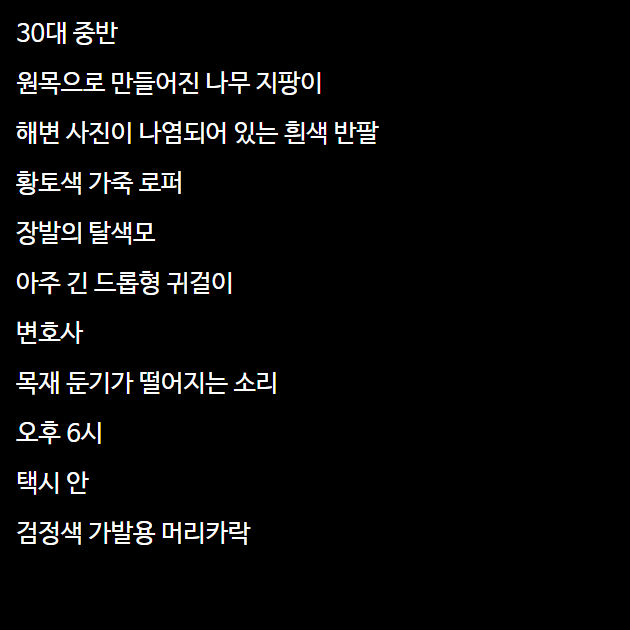 30대 중반
원목으로 만들어진 나무 지팡이
해변 사진이 나염되어 있는 흰색 반팔
황토색 가죽 로퍼
장발의 탈색모
아주 긴 드롭형 귀걸이
변호사
목재 둔기가 떨어지는 소리
오후 6시
택시 안
검정색 가발용 머리카락